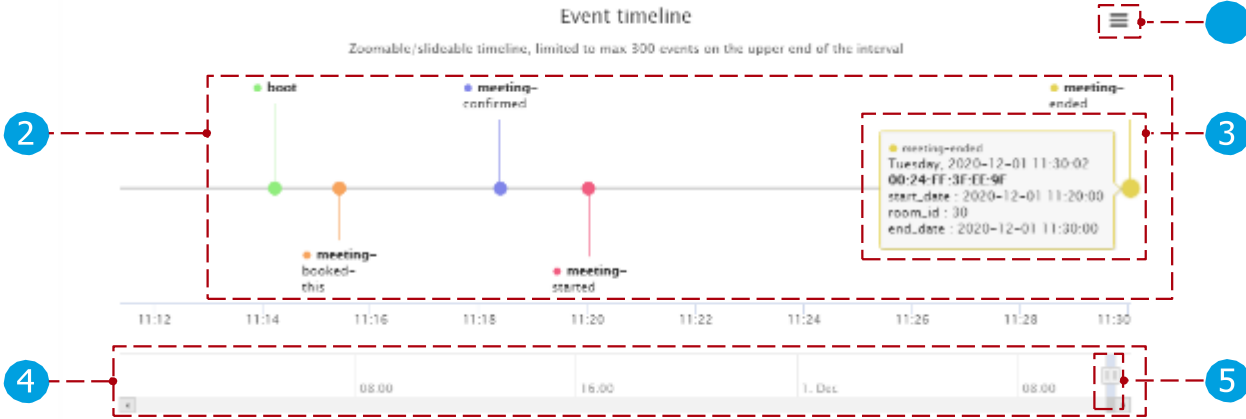 Event timeline
Zoomable/slideable timeline, limited to max 300 events on the upper end of the interval
boot
meeting-
confirmed
meeting-
ended
2
3
meeting-ended
Tuesday, 2020-12-01 11:30:02
00:24:FF:3F:EE:9F
start_date : 2020-12-01 11:20:00
room_id : 30
end_date : 2020-12-01 11:30:00
meeting-
booked-
this
meeting-
started
11:12 11:14 11:16 11:18 11:20 11:22 11:24 11:26 11:28 11:30
4
08:00 16:00 1. Dec 08:00
5